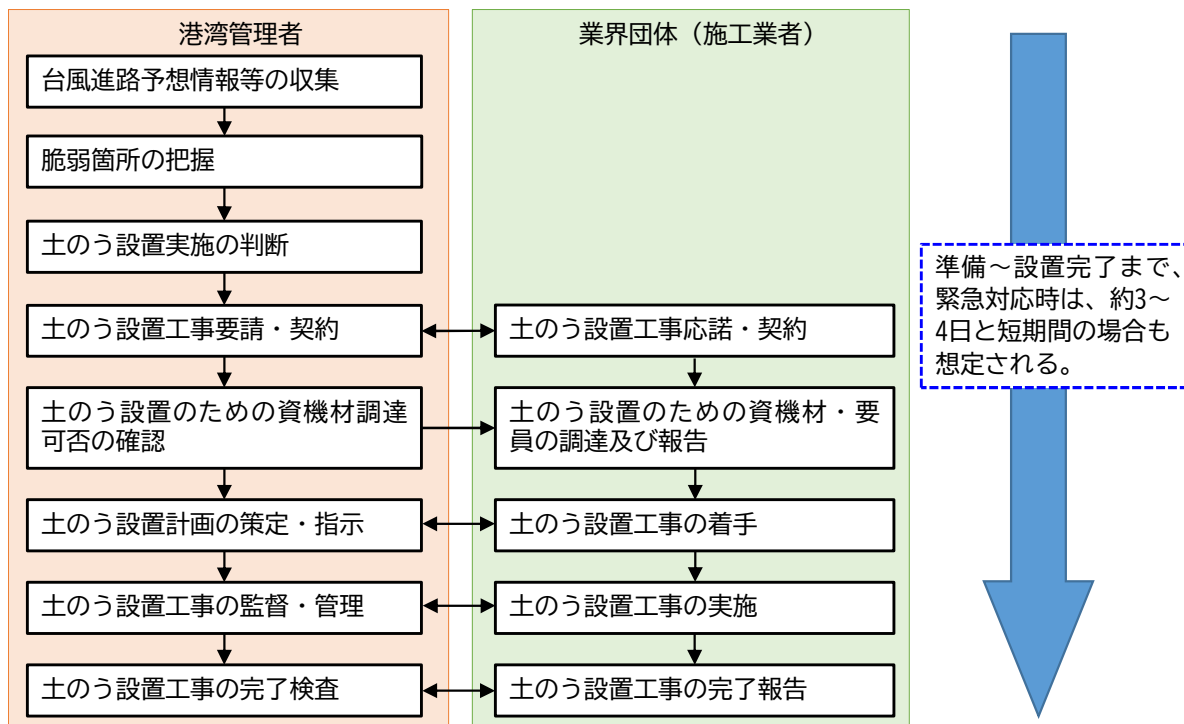 港湾管理者
業界団体（施工業者）
台風進路予想情報等の収集
脆弱箇所の把握
土のう設置実施の判断
土のう設置工事要請・契約
土のう設置工事応諾・契約
土のう設置のための資機材調達
可否の確認
土のう設置のための資機材・要
員の調達及び報告
土のう設置計画の策定・指示
土のう設置工事の着手
土のう設置工事の監督・管理
土のう設置工事の実施
土のう設置工事の完了検査
土のう設置工事の完了報告
準備～設置完了まで、
緊急対応時は、約3～
4日と短期間の場合も
想定される。